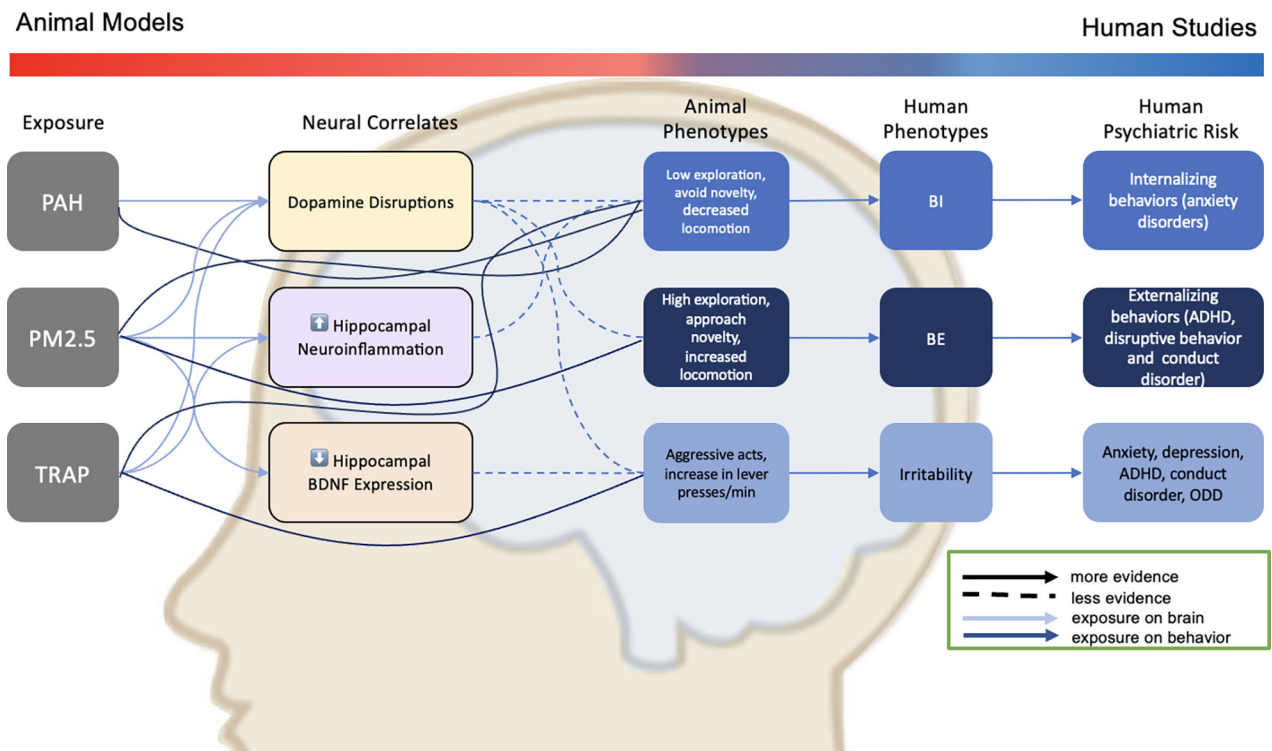 Animal Models
Human Studies
Exposure
Neural Correlates
Animal
Phenotypes
Human
Phenotypes
Human
Psychiatric Risk
PAH
Dopamine Disruptions
Low exploration,
avoid novelty,
decreased
locomotion
BI
Internalizing
behaviors (anxiety
disorders)
PM2.5
⬆ Hippocampal
Neuroinflammation
High exploration,
approach
novelty,
increased
locomotion
BE
Externalizing
behaviors (ADHD,
disruptive behavior
and conduct
disorder)
TRAP
⬇ Hippocampal
BDNF Expression
Aggressive acts,
increase in lever
presses/min
Irritability
Anxiety, depression,
ADHD, conduct
disorder, ODD
more evidence
less evidence
exposure on brain
exposure on behavior